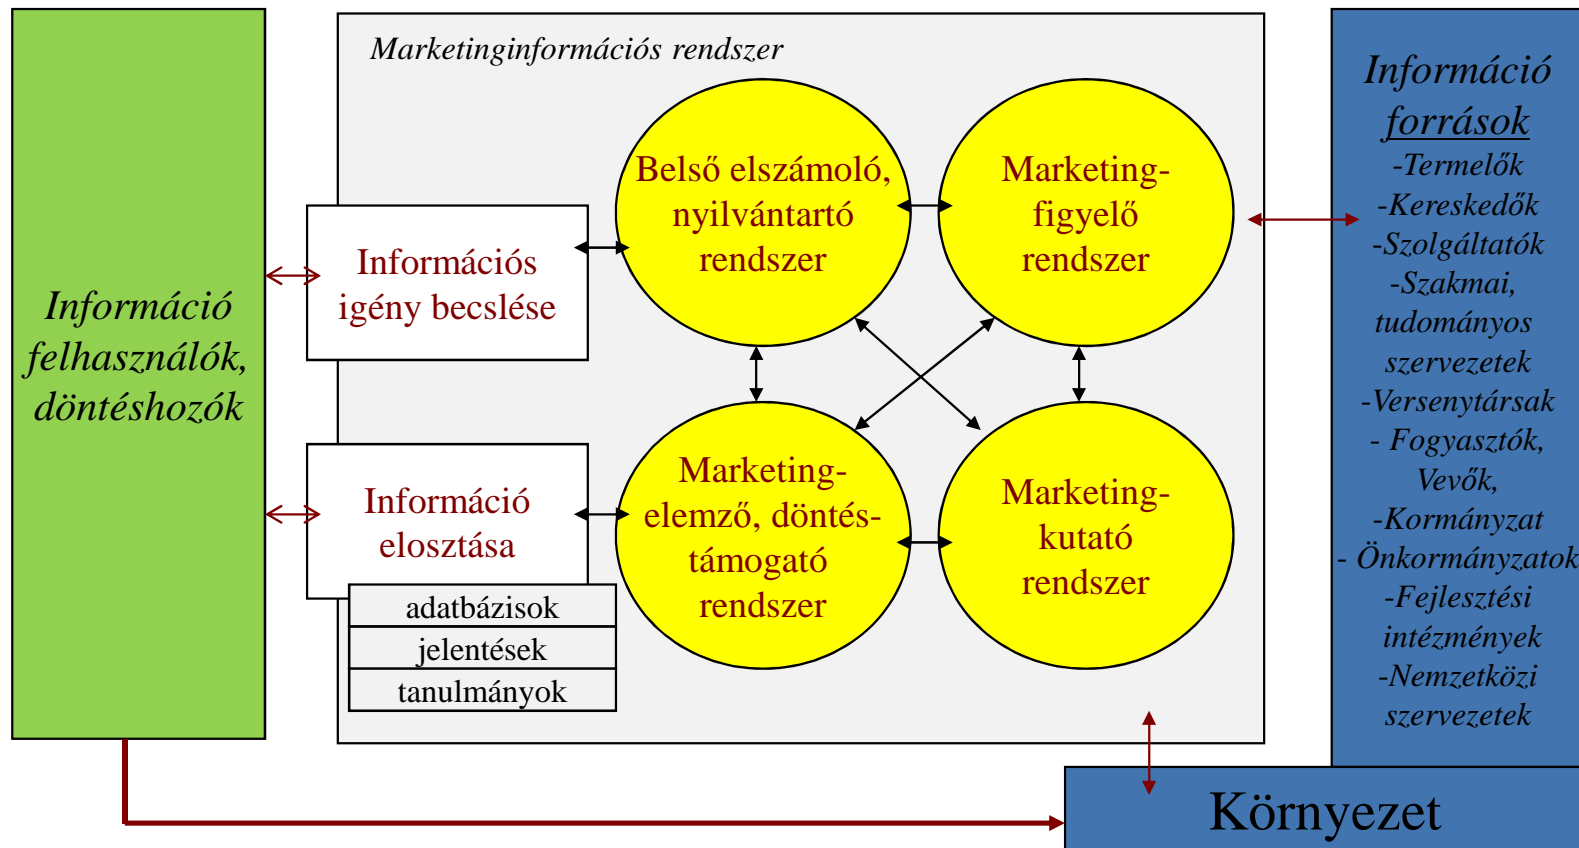 Marketinginformációs rendszer
Információ
felhasználók,
döntéshozók
Információs
igény becslése
Információ
elosztása
adatbázisok
jelentések
tanulmányok
Belső elszámoló,
nyilvántartó
rendszer
Marketing-
figyelő
rendszer
Marketing-
elemző, döntés-
támogató
rendszer
Marketing-
kutató
rendszer
Információ
források
-Termelők
-Kereskedők
-Szolgáltatók
-Szakmai,
tudományos
szervezetek
-Versenytársak
- Fogyasztók,
Vevők,
-Kormányzat
- Önkormányzatok
-Fejlesztési
intézmények
-Nemzetközi
szervezetek
Környezet